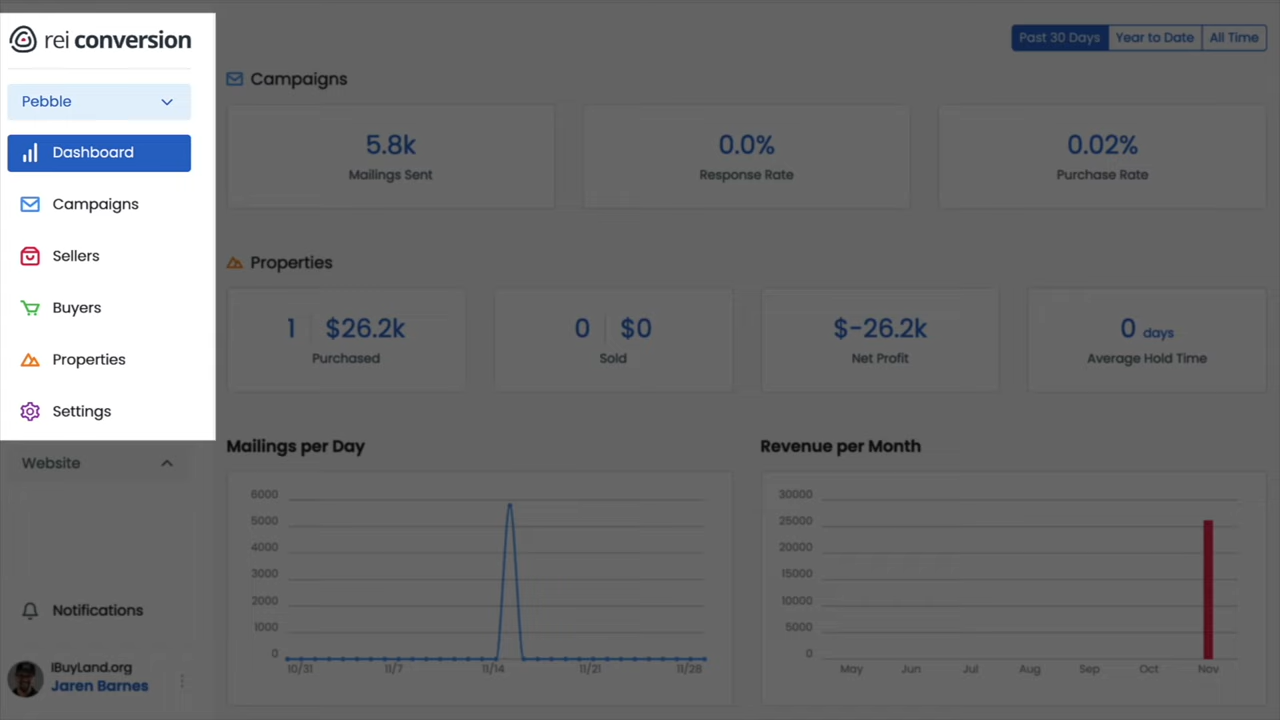 rei conversion
Pebble
Dashboard
Campaigns
Sellers
Buyers
Properties
Settings
Website
Notifications
IBuyLand.org
Jaren Barnes
Past 30 Days Year to Date All Time
Campaigns
5.8k 0.0% 0.02%
Mailings Sent Response Rate Purchase Rate
Properties
1 $26.2k 0 $0 $-26.2k 0 days
Purchased Sold Net Profit Average Hold Time
Mailings per Day
6000
5000
4000
3000
2000
1000
0
10/31 11/7 11/14 11/21 11/28
Revenue per Month
30000
25000
20000
15000
10000
5000
0
May Jun Jul Aug Sep Oct Nov